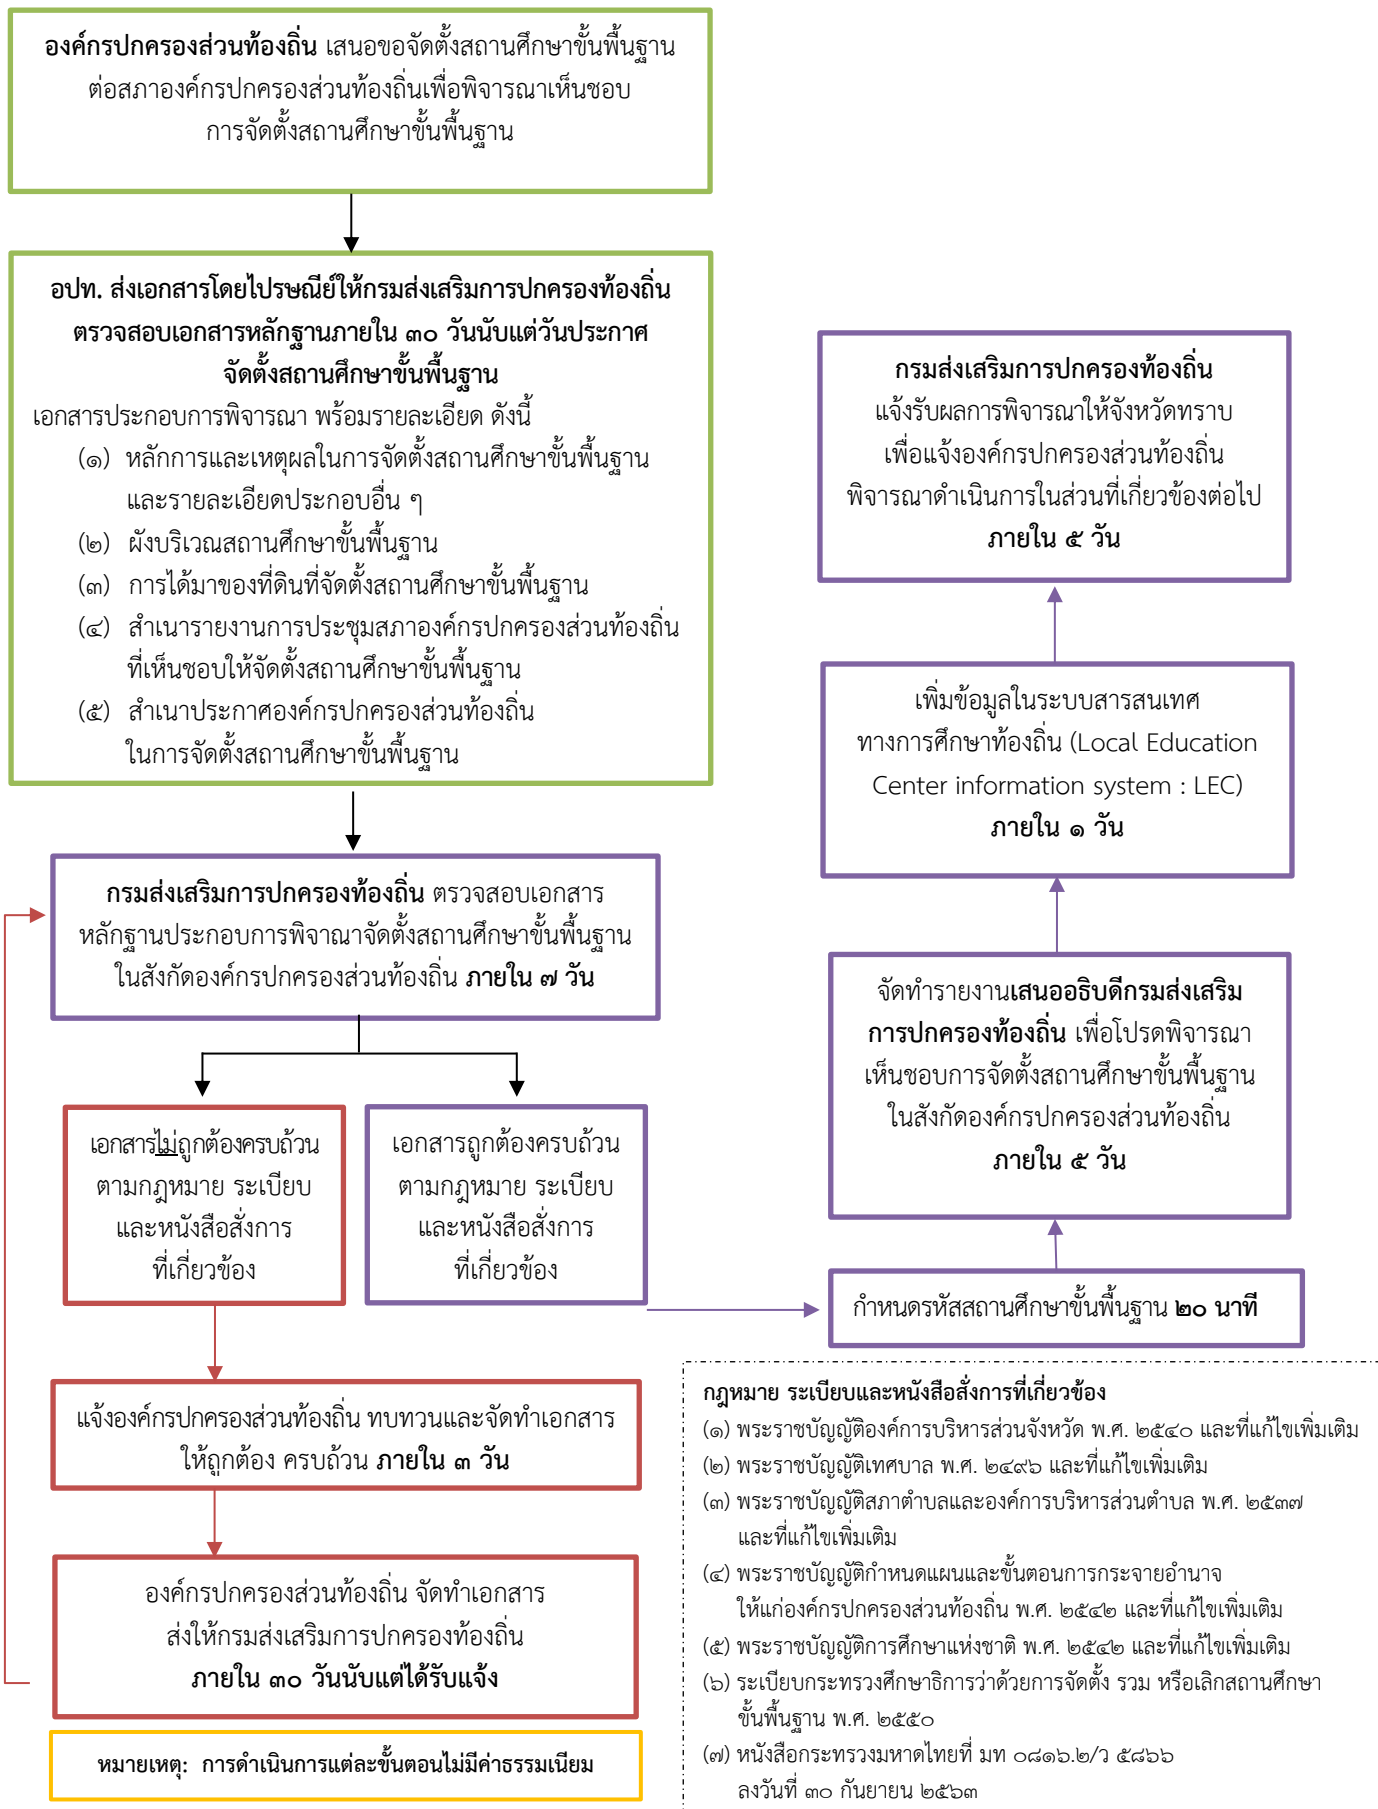 องค์กรปกครองส่วนท้องถิ่น เสนอขอจัดตั้งสถานศึกษาขั้นพื้นฐาน
ต่อสภาองค์กรปกครองส่วนท้องถิ่นเพื่อพิจารณาเห็นชอบ
การจัดตั้งสถานศึกษาขั้นพื้นฐาน
อปท. ส่งเอกสารโดยไปรษณีย์ให้กรมส่งเสริมการปกครองท้องถิ่น
ตรวจสอบเอกสารหลักฐานภายใน ๓๐ วันนับแต่วันประกาศ
จัดตั้งสถานศึกษาขั้นพื้นฐาน
เอกสารประกอบการพิจารณา พร้อมรายละเอียด ดังนี้
(๑) หลักการและเหตุผลในการจัดตั้งสถานศึกษาขั้นพื้นฐาน
และรายละเอียดประกอบอื่น ๆ
(๒) ผังบริเวณสถานศึกษาขั้นพื้นฐาน
(๓) การได้มาของที่ดินที่จัดตั้งสถานศึกษาขั้นพื้นฐาน
(๔) สำเนารายงานการประชุมสภาองค์กรปกครองส่วนท้องถิ่น
ที่เห็นชอบให้จัดตั้งสถานศึกษาขั้นพื้นฐาน
(๕) สำเนาประกาศองค์กรปกครองส่วนท้องถิ่น
ในการจัดตั้งสถานศึกษาขั้นพื้นฐาน
กรมส่งเสริมการปกครองท้องถิ่น ตรวจสอบเอกสาร
หลักฐานประกอบการพิจาณาจัดตั้งสถานศึกษาขั้นพื้นฐาน
ในสังกัดองค์กรปกครองส่วนท้องถิ่น ภายใน ๗ วัน
เอกสารไม่ถูกต้องครบถ้วน
ตามกฎหมาย ระเบียบ
และหนังสือสั่งการ
ที่เกี่ยวข้อง
เอกสารถูกต้องครบถ้วน
ตามกฎหมาย ระเบียบ
และหนังสือสั่งการ
ที่เกี่ยวข้อง
แจ้งองค์กรปกครองส่วนท้องถิ่น ทบทวนและจัดทำเอกสาร
ให้ถูกต้อง ครบถ้วน ภายใน ๓ วัน
องค์กรปกครองส่วนท้องถิ่น จัดทำเอกสาร
ส่งให้กรมส่งเสริมการปกครองท้องถิ่น
ภายใน ๓๐ วันนับแต่ได้รับแจ้ง
หมายเหตุ: การดำเนินการแต่ละขั้นตอนไม่มีค่าธรรมเนียม
กรมส่งเสริมการปกครองท้องถิ่น
แจ้งรับผลการพิจารณาให้จังหวัดทราบ
เพื่อแจ้งองค์กรปกครองส่วนท้องถิ่น
พิจารณาดำเนินการในส่วนที่เกี่ยวข้องต่อไป
ภายใน ๕ วัน
เพิ่มข้อมูลในระบบสารสนเทศ
ทางการศึกษาท้องถิ่น (Local Education
Center information system : LEC)
ภายใน ๑ วัน
จัดทำรายงานเสนออธิบดีกรมส่งเสริม
การปกครองท้องถิ่น เพื่อโปรดพิจารณา
เห็นชอบการจัดตั้งสถานศึกษาขั้นพื้นฐาน
ในสังกัดองค์กรปกครองส่วนท้องถิ่น
ภายใน ๕ วัน
กำหนดรหัสสถานศึกษาขั้นพื้นฐาน ๒๐ นาที
กฎหมาย ระเบียบและหนังสือสั่งการที่เกี่ยวข้อง
(๑) พระราชบัญญัติองค์การบริหารส่วนจังหวัด พ.ศ. ๒๕๔๐ และที่แก้ไขเพิ่มเติม
(๒) พระราชบัญญัติเทศบาล พ.ศ. ๒๔๙๖ และที่แก้ไขเพิ่มเติม
(๓) พระราชบัญญัติสภาตำบลและองค์การบริหารส่วนตำบล พ.ศ. ๒๕๓๗
และที่แก้ไขเพิ่มเติม
(๔) พระราชบัญญัติกำหนดแผนและขั้นตอนการกระจายอำนาจ
ให้แก่องค์กรปกครองส่วนท้องถิ่น พ.ศ. ๒๕๔๒ และที่แก้ไขเพิ่มเติม
(๕) พระราชบัญญัติการศึกษาแห่งชาติ พ.ศ. ๒๕๔๒ และที่แก้ไขเพิ่มเติม
(๖) ระเบียบกระทรวงศึกษาธิการว่าด้วยการจัดตั้ง รวม หรือเลิกสถานศึกษา
ขั้นพื้นฐาน พ.ศ. ๒๕๕๐
(๗) หนังสือกระทรวงมหาดไทยที่ มท ๐๘๑๖.๒/ว ๕๘๖๖
ลงวันที่ ๓๐ กันยายน ๒๕๖๓